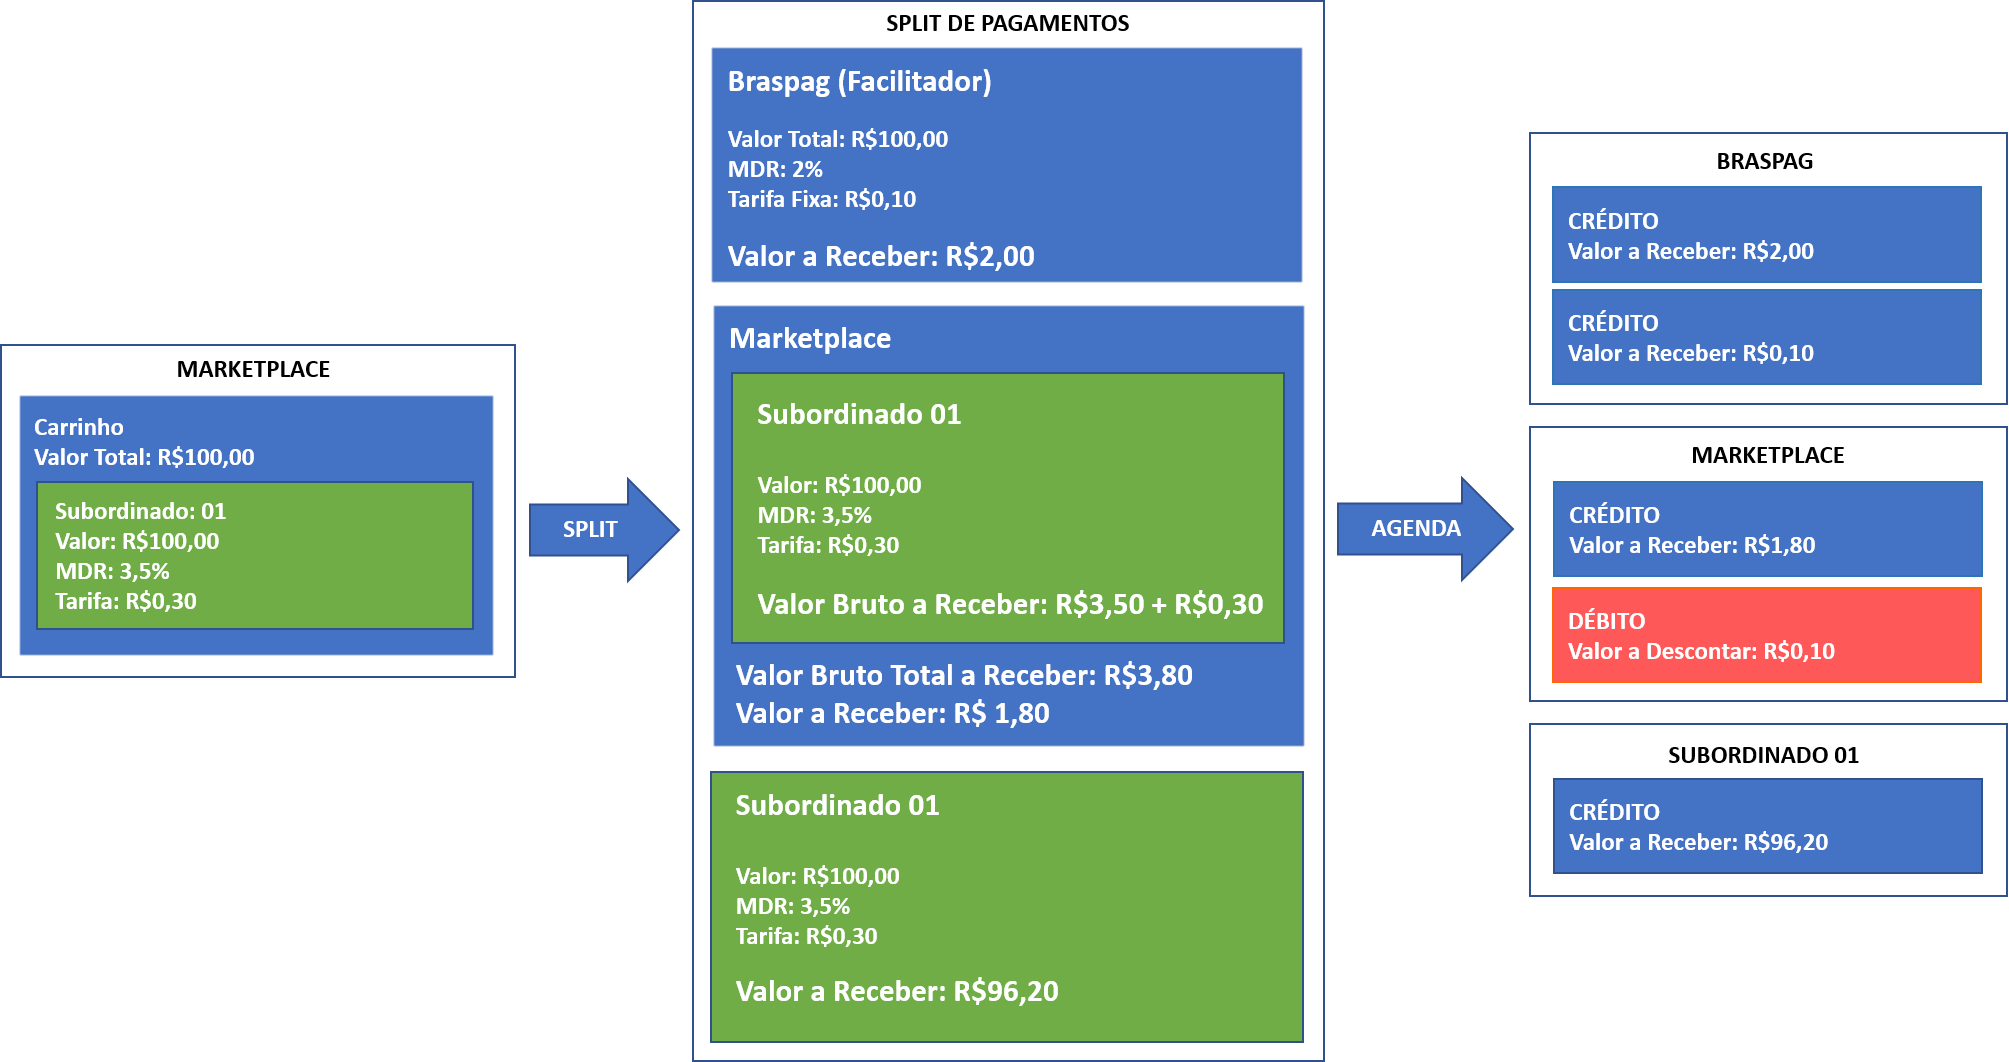 MARKETPLACE
Carrinho
Valor Total: R$100,00
Subordinado: 01
Valor: R$100,00
MDR: 3,5%
Tarifa: R$0,30
SPLIT
SPLIT DE PAGAMENTOS
Braspag (Facilitador)
Valor Total: R$100,00
MDR: 2%
Tarifa Fixa: R$0,10
Valor a Receber: R$2,00
Marketplace
Subordinado 01
Valor: R$100,00
MDR: 3,5%
Tarifa: R$0,30
Valor Bruto a Receber: R$3,50 + R$0,30
Valor Bruto Total a Receber: R$3,80
Valor a Receber: R$ 1,80
Subordinado 01
Valor: R$100,00
MDR: 3,5%
Tarifa: R$0,30
Valor a Receber: R$96,20
AGENDA
BRASPAG
CRÉDITO
Valor a Receber: R$2,00
CRÉDITO
Valor a Receber: R$0,10
MARKETPLACE
CRÉDITO
Valor a Receber: R$1,80
DÉBITO
Valor a Descontar: R$0,10
SUBORDINADO 01
CRÉDITO
Valor a Receber: R$96,20